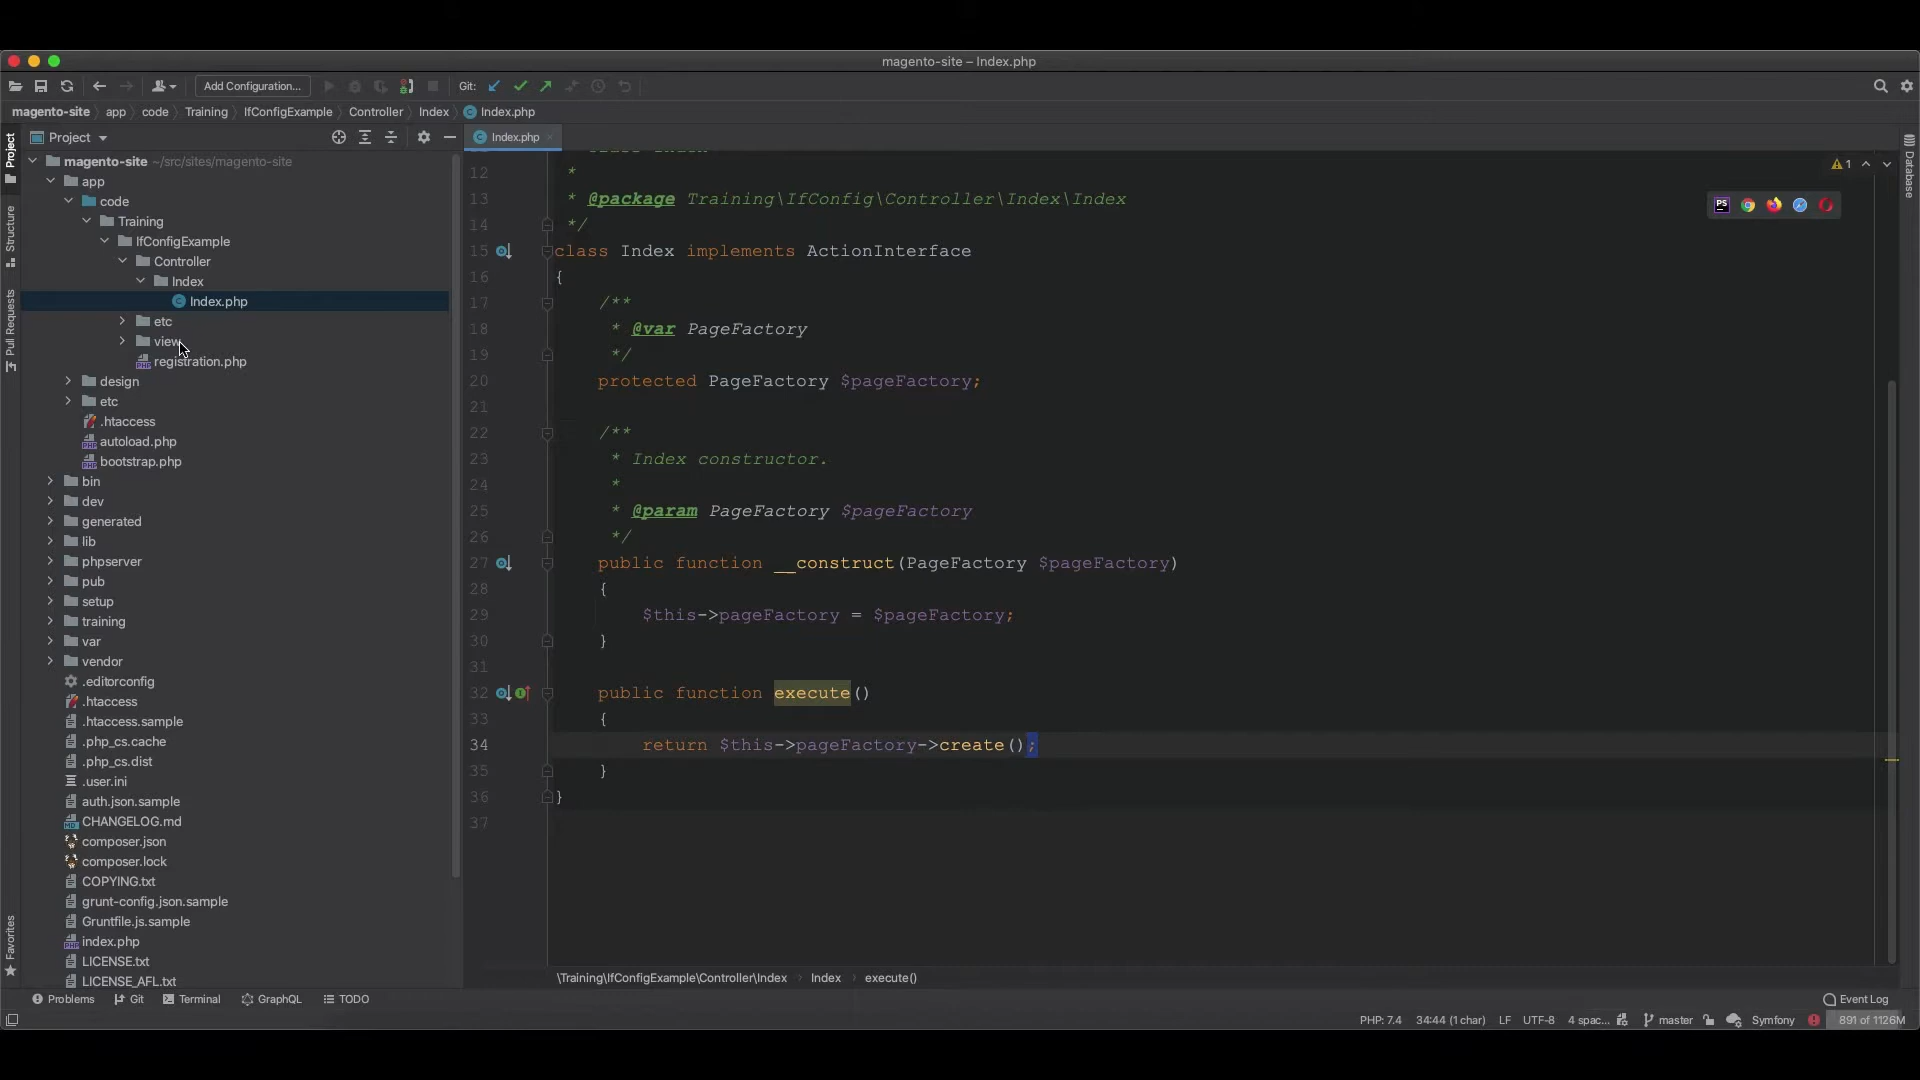 magento-site – Index.php
Add Configuration...
Git:
magento-site app code Training IfConfigExample Controller Index Index.php
Project
Index.php
Project
Structure
Pull Requests
Favorites
Database
magento-site ~/src/sites/magento-site
app
code
Training
IfConfigExample
Controller
Index
Index.php
etc
view
registration.php
design
etc
.htaccess
autoload.php
bootstrap.php
bin
dev
generated
lib
phpserver
pub
setup
training
var
vendor
.editorconfig
.htaccess
.htaccess.sample
.php_cs.cache
.php_cs.dist
.user.ini
auth.json.sample
CHANGELOG.md
composer.json
composer.lock
COPYING.txt
grunt-config.json.sample
Gruntfile.js.sample
index.php
LICENSE.txt
LICENSE_AFL.txt
1
12 *
13 * @package Training\IfConfig\Controller\Index\Index
14 */
15 class Index implements ActionInterface
16 {
17 /**
18 * @var PageFactory
19 */
20 protected PageFactory $pageFactory;
21
22 /**
23 * Index constructor.
24 *
25 * @param PageFactory $pageFactory
26 */
27 public function __construct(PageFactory $pageFactory)
28 {
29 $this->pageFactory = $pageFactory;
30 }
31
32 public function execute()
33 {
34 return $this->pageFactory->create();
35 }
36 }
37
\Training\IfConfigExample\Controller\Index Index execute()
Problems Git Terminal GraphQL TODO
Event Log
PHP: 7.4 34:44 (1 char) LF UTF-8 4 spac... master Symfony 891 of 1126M